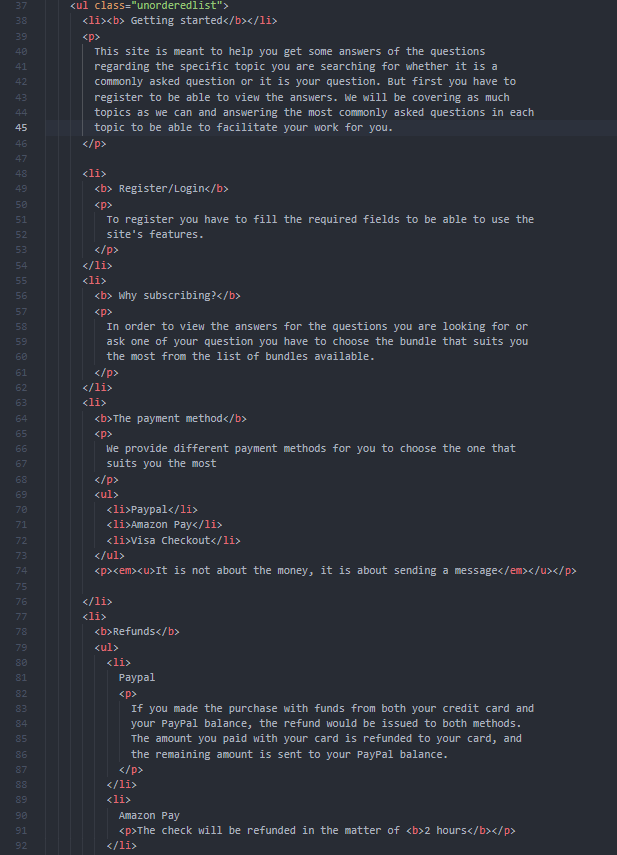 37 <ul class="unorderedlist">
38 <li><b> Getting started</b></li>
39 <p>
40 This site is meant to help you get some answers of the questions
41 regarding the specific topic you are searching for whether it is a
42 commonly asked question or it is your question. But first you have to
43 register to be able to view the answers. We will be covering as much
44 topics as we can and answering the most commonly asked questions in each
45 topic to be able to facilitate your work for you.
46 </p>
47
48 <li>
49 <b> Register/Login</b>
50 <p>
51 To register you have to fill the required fields to be able to use the
52 site's features.
53 </p>
54 </li>
55 <li>
56 <b> Why subscribing?</b>
57 <p>
58 In order to view the answers for the questions you are looking for or
59 ask one of your question you have to choose the bundle that suits you
60 the most from the list of bundles available.
61 </p>
62 </li>
63 <li>
64 <b>The payment method</b>
65 <p>
66 We provide different payment methods for you to choose the one that
67 suits you the most
68 </p>
69 <ul>
70 <li>Paypal</li>
71 <li>Amazon Pay</li>
72 <li>Visa Checkout</li>
73 </ul>
74 <p><em><u>It is not about the money, it is about sending a message</em></u></p>
75
76 </li>
77 <li>
78 <b>Refunds</b>
79 <ul>
80 <li>
81 Paypal
82 <p>
83 If you made the purchase with funds from both your credit card and
84 your PayPal balance, the refund would be issued to both methods.
85 The amount you paid with your card is refunded to your card, and
86 the remaining amount is sent to your PayPal balance.
87 </p>
88 </li>
89 <li>
90 Amazon Pay
91 <p>The check will be refunded in the matter of <b>2 hours</b></p>
92 </li>